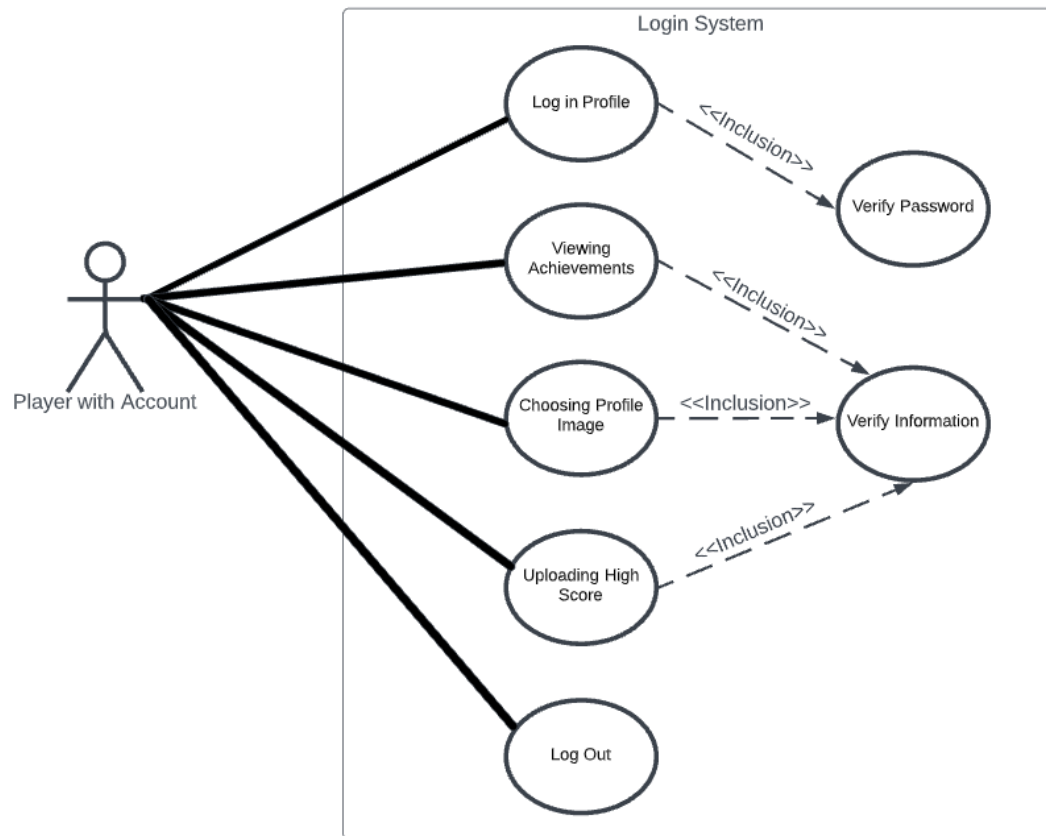 Login System
Log in Profile
<<Inclusion>>
Verify Password
Viewing
Achievements
<<Inclusion>>
Player with Account
Choosing Profile
Image
<<Inclusion>>
Verify Information
<<Inclusion>>
Uploading High
Score
Log Out